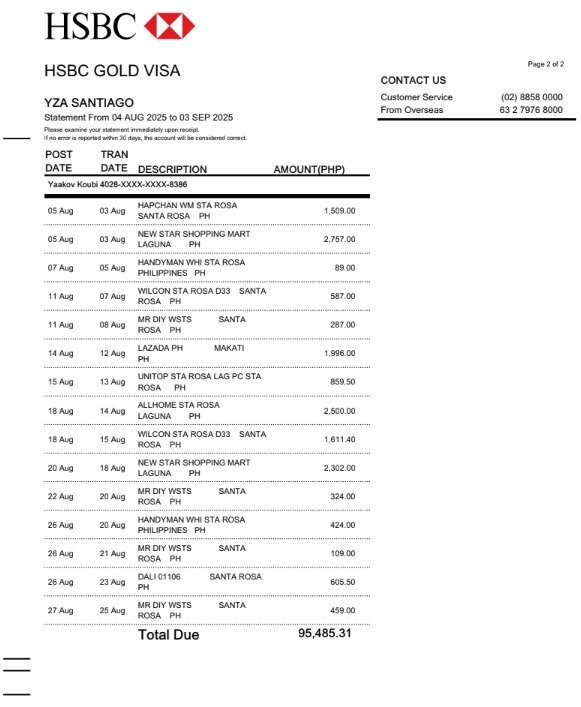 HSBC
HSBC GOLD VISA
Page 2 of 2
CONTACT US
Customer Service (02) 8858 0000
From Overseas 63 2 7976 8000
YZA SANTIAGO
Statement From 04 AUG 2025 to 03 SEP 2025
Please examine your statement immediately upon receipt.
If no error is reported within 30 days, the account will be considered correct.
POST TRAN
DATE DATE DESCRIPTION AMOUNT(PHP)
Yaakov Koubi 4028-XXXX-XXXX-8386
05 Aug 03 Aug HAPCHAN WM STA ROSA 1,509.00
SANTA ROSA PH
05 Aug 03 Aug NEW STAR SHOPPING MART 2,757.00
LAGUNA PH
07 Aug 05 Aug HANDYMAN WHI STA ROSA 89.00
PHILIPPINES PH
11 Aug 07 Aug WILCON STA ROSA D33 SANTA 587.00
ROSA PH
11 Aug 08 Aug MR DIY WSTS SANTA 287.00
ROSA PH
14 Aug 12 Aug LAZADA PH MAKATI 1,996.00
PH
15 Aug 13 Aug UNITOP STA ROSA LAG PC STA 859.50
ROSA PH
18 Aug 14 Aug ALLHOME STA ROSA 2,500.00
LAGUNA PH
18 Aug 15 Aug WILCON STA ROSA D33 SANTA 1,611.40
ROSA PH
20 Aug 18 Aug NEW STAR SHOPPING MART 2,302.00
LAGUNA PH
22 Aug 20 Aug MR DIY WSTS SANTA 324.00
ROSA PH
26 Aug 20 Aug HANDYMAN WHI STA ROSA 424.00
PHILIPPINES PH
26 Aug 21 Aug MR DIY WSTS SANTA 109.00
ROSA PH
26 Aug 23 Aug DALI 01106 SANTA ROSA 605.50
PH
27 Aug 25 Aug MR DIY WSTS SANTA 459.00
ROSA PH
Total Due 95,485.31